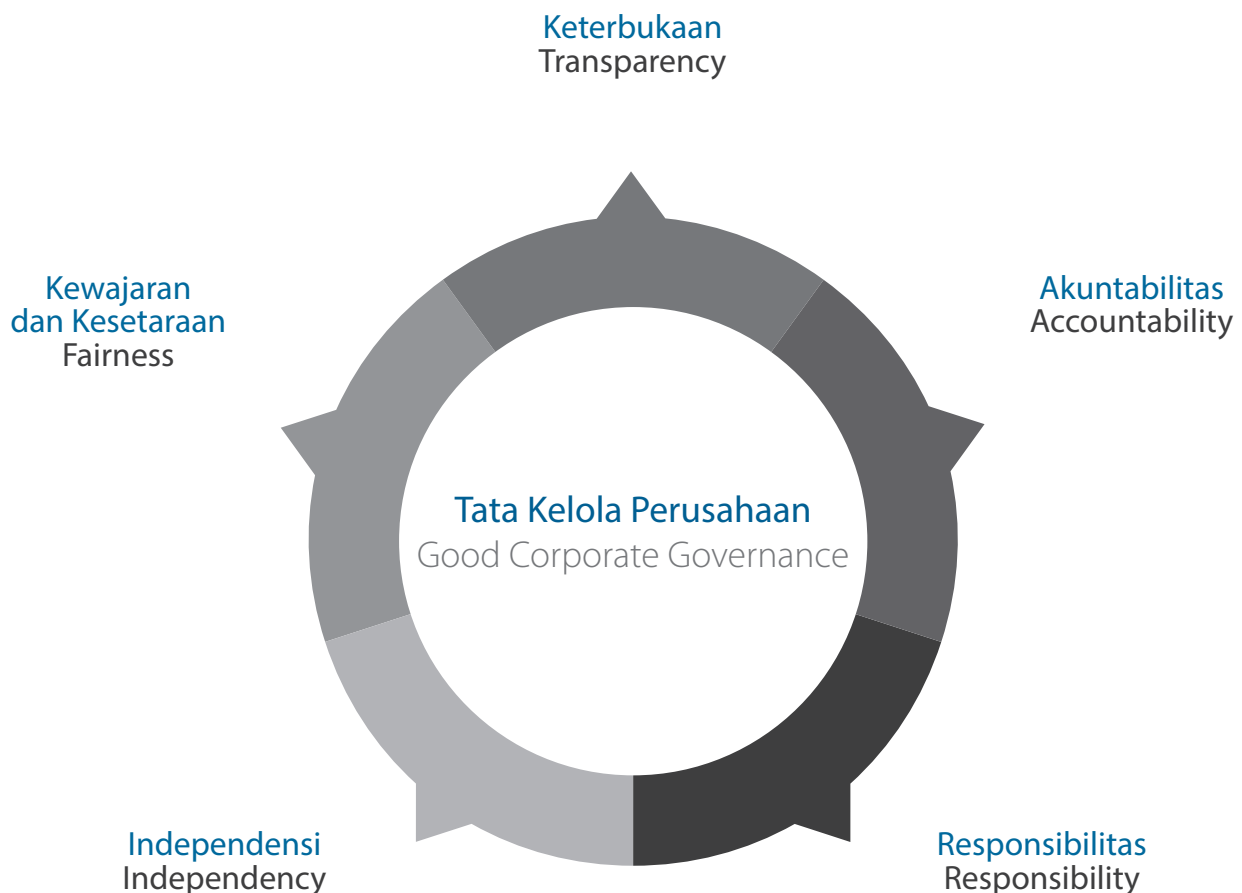 Keterbukaan
Transparency
Kewajaran
dan Kesetaraan
Fairness
Akuntabilitas
Accountability
Tata Kelola Perusahaan
Good Corporate Governance
Independensi
Independency
Responsibilitas
Responsibility